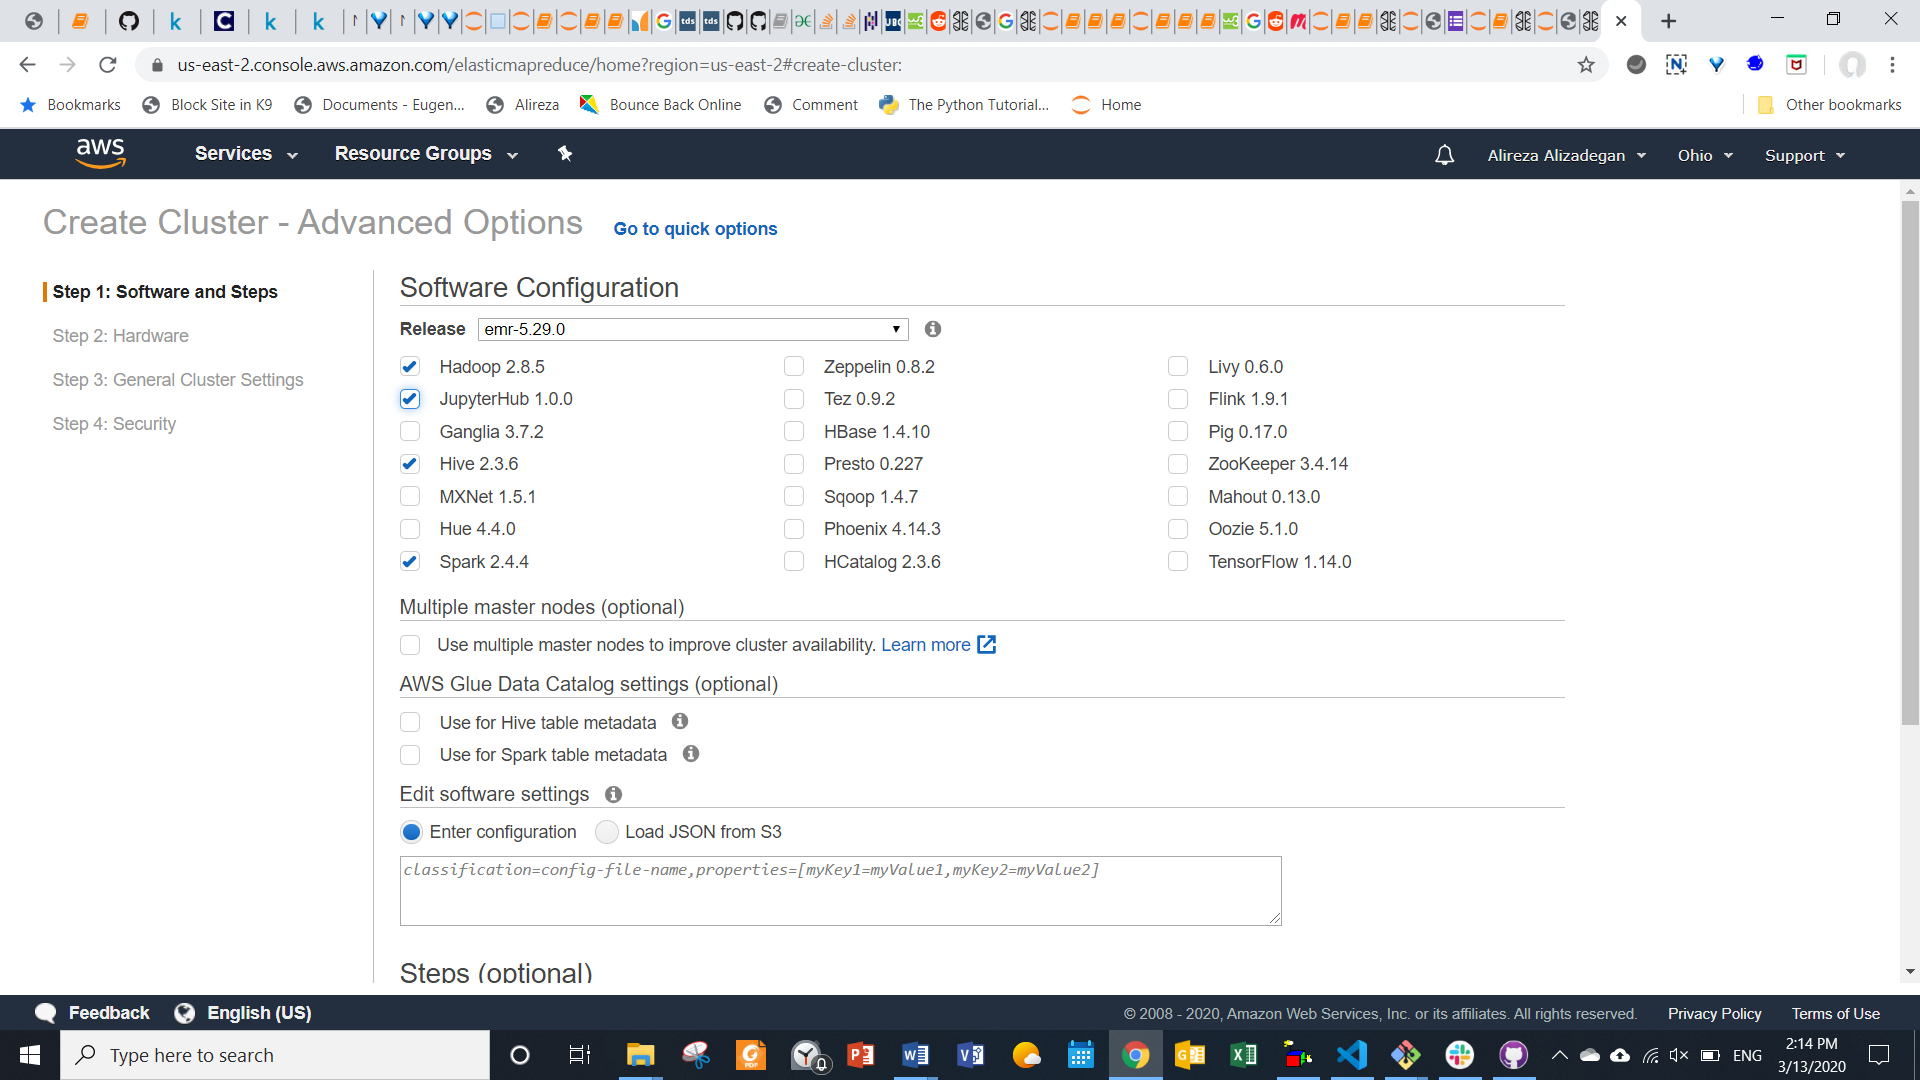 us-east-2.console.aws.amazon.com/elasticmapreduce/home?region=us-east-2#create-cluster:
Bookmarks Block Site in K9 Documents - Eugen... Alireza Bounce Back Online Comment The Python Tutorial... Home Other bookmarks
aws Services Resource Groups Alireza Alizadegan Ohio Support
Create Cluster - Advanced Options Go to quick options
Step 1: Software and Steps
Step 2: Hardware
Step 3: General Cluster Settings
Step 4: Security
Software Configuration
Release emr-5.29.0
Hadoop 2.8.5 Zeppelin 0.8.2 Livy 0.6.0
JupyterHub 1.0.0 Tez 0.9.2 Flink 1.9.1
Ganglia 3.7.2 HBase 1.4.10 Pig 0.17.0
Hive 2.3.6 Presto 0.227 ZooKeeper 3.4.14
MXNet 1.5.1 Sqoop 1.4.7 Mahout 0.13.0
Hue 4.4.0 Phoenix 4.14.3 Oozie 5.1.0
Spark 2.4.4 HCatalog 2.3.6 TensorFlow 1.14.0
Multiple master nodes (optional)
Use multiple master nodes to improve cluster availability. Learn more
AWS Glue Data Catalog settings (optional)
Use for Hive table metadata
Use for Spark table metadata
Edit software settings
Enter configuration Load JSON from S3
classification=config-file-name,properties=[myKey1=myValue1,myKey2=myValue2]
Steps (optional)
Feedback English (US) © 2008 - 2020, Amazon Web Services, Inc. or its affiliates. All rights reserved. Privacy Policy Terms of Use
Type here to search ENG
2:14 PM
3/13/2020